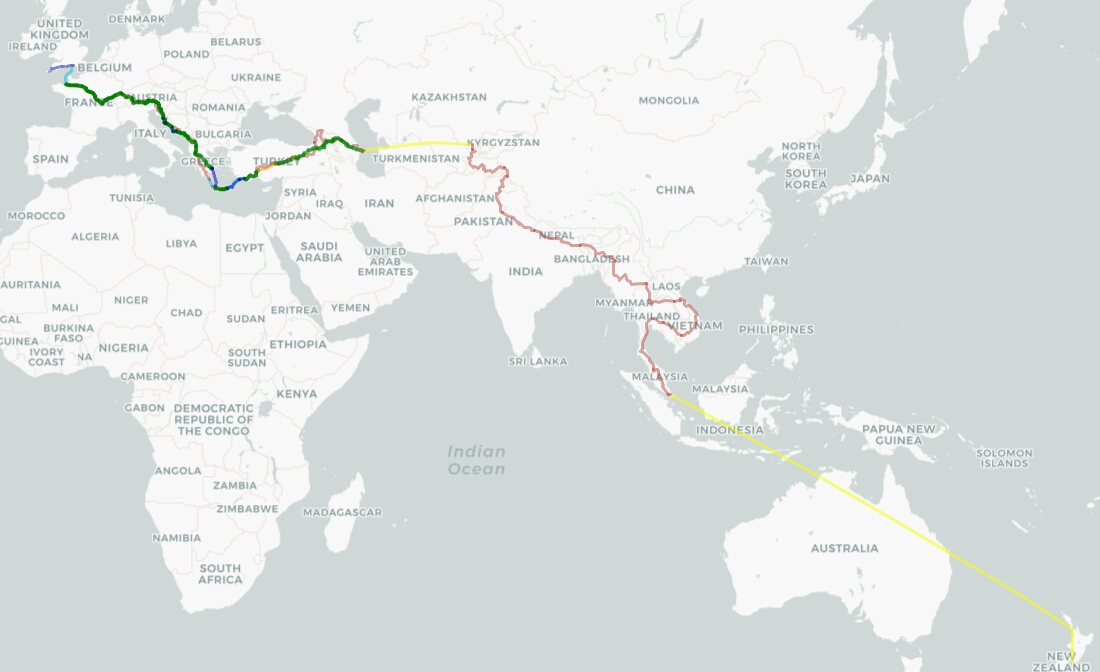 DENMARK
UNITED
KINGDOM
IRELAND
BELARUS
POLAND
BELGIUM
UKRAINE
AUSTRIA
KAZAKHSTAN
MONGOLIA
FRANCE
ROMANIA
ITALY
BULGARIA
KYRGYZSTAN
NORTH
KOREA
SPAIN
GREECE
TURKEY
TURKMENISTAN
SOUTH
KOREA
JAPAN
CHINA
TUNISIA
SYRIA
IRAQ
IRAN
AFGHANISTAN
MOROCCO
JORDAN
PAKISTAN
ALGERIA
LIBYA
EGYPT
SAUDI
ARABIA
UNITED
ARAB
EMIRATES
NEPAL
BANGLADESH
INDIA
TAIWAN
AURITANIA
MALI
NIGER
CHAD
SUDAN
ERITREA
YEMEN
LAOS
MYANMAR
THAILAND
VIETNAM
PHILIPPINES
GAL
BURKINA
FASO
GUINEA
IVORY
COAST
NA
NIGERIA
SOUTH
SUDAN
ETHIOPIA
SRI LANKA
CAMEROON
MALAYSIA
MALAYSIA
KENYA
GABON
DEMOCRATIC
REPUBLIC OF
THE CONGO
INDONESIA
PAPUA NEW
GUINEA
SOLOMON
ISLANDS
Indian
Ocean
ANGOLA
ZAMBIA
ZIMBABWE
MADAGASCAR
NAMIBIA
AUSTRALIA
SOUTH
AFRICA
NEW
ZEALAND